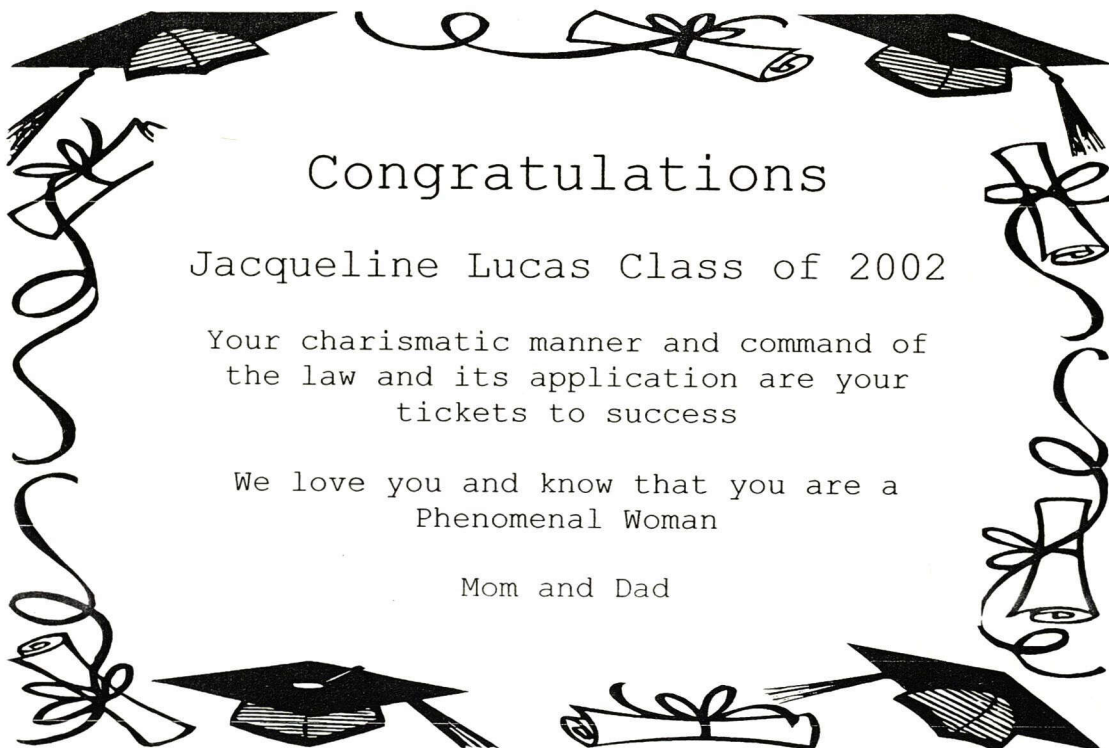 Congratulations
Jacqueline Lucas Class of 2002
Your charismatic manner and command of
the law and its application are your
tickets to success
We love you and know that you are a
Phenomenal Woman
Mom and Dad